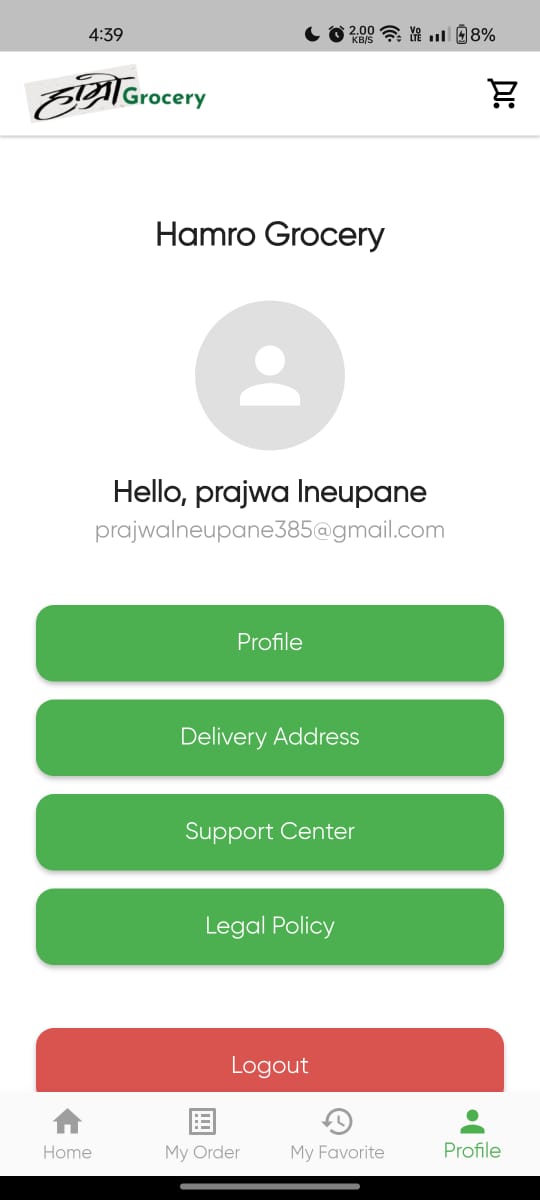 4:39
2.00
KB/S
Vo
LTE
8%
हाम्रो Grocery
Hamro Grocery
Hello, prajwa lneupane
prajwalneupane385@gmail.com
Profile
Delivery Address
Support Center
Legal Policy
Logout
Home
My Order
My Favorite
Profile